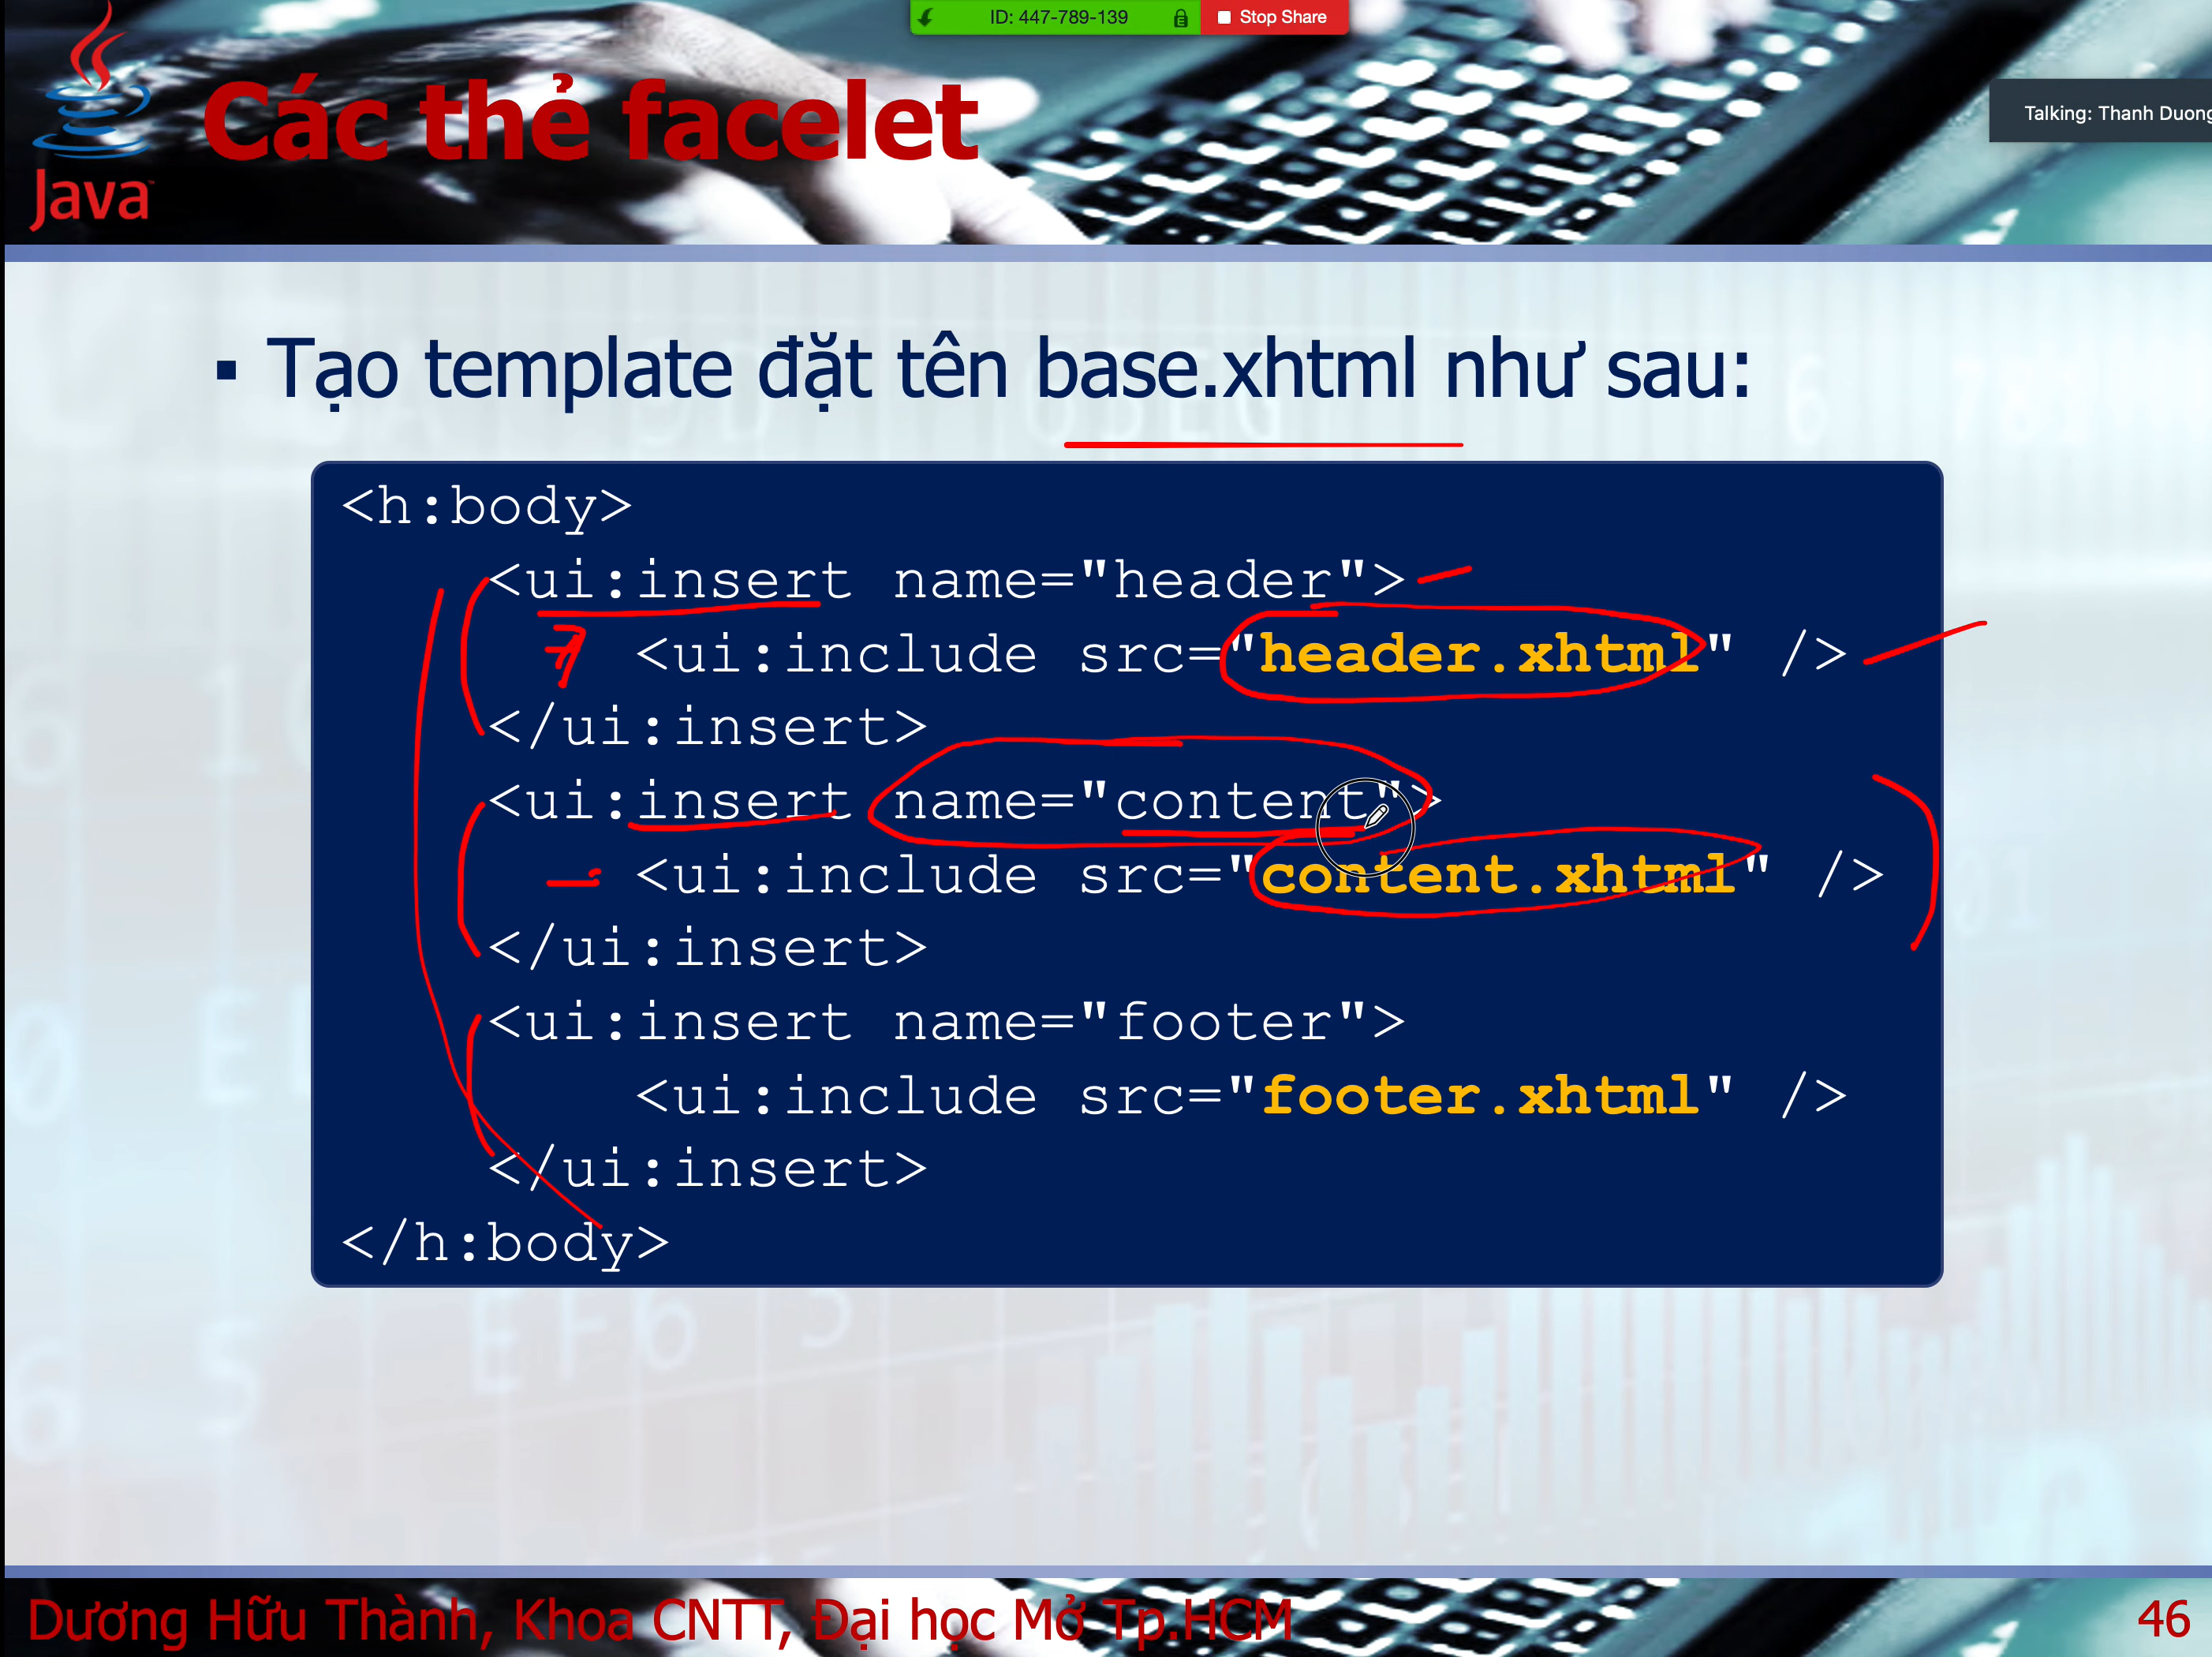 ID: 447-789-139
Stop Share
Talking: Thanh Duong
Java
Các thẻ facelet
▪ Tạo template đặt tên base.xhtml như sau:
<h:body>
<ui:insert name="header">
<ui:include src="header.xhtml" />
</ui:insert>
<ui:insert name="content">
<ui:include src="content.xhtml" />
</ui:insert>
<ui:insert name="footer">
<ui:include src="footer.xhtml" />
</ui:insert>
</h:body>
Dương Hữu Thành, Khoa CNTT, Đại học Mở Tp.HCM
46